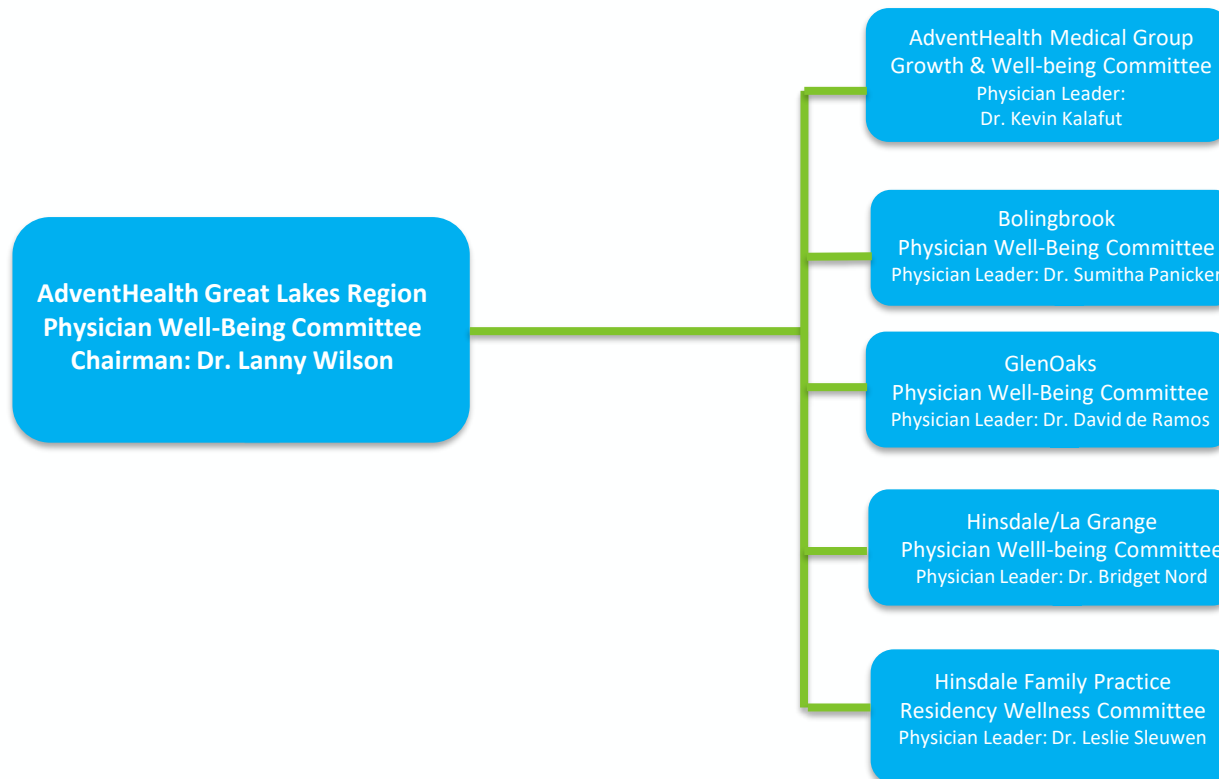 AdventHealth Great Lakes Region
Physician Well-Being Committee
Chairman: Dr. Lanny Wilson
AdventHealth Medical Group
Growth & Well-being Committee
Physician Leader:
Dr. Kevin Kalafut
Bolingbrook
Physician Well-Being Committee
Physician Leader: Dr. Sumitha Panicker
GlenOaks
Physician Well-Being Committee
Physician Leader: Dr. David de Ramos
Hinsdale/La Grange
Physician Welll-being Committee
Physician Leader: Dr. Bridget Nord
Hinsdale Family Practice
Residency Wellness Committee
Physician Leader: Dr. Leslie Sleuwen